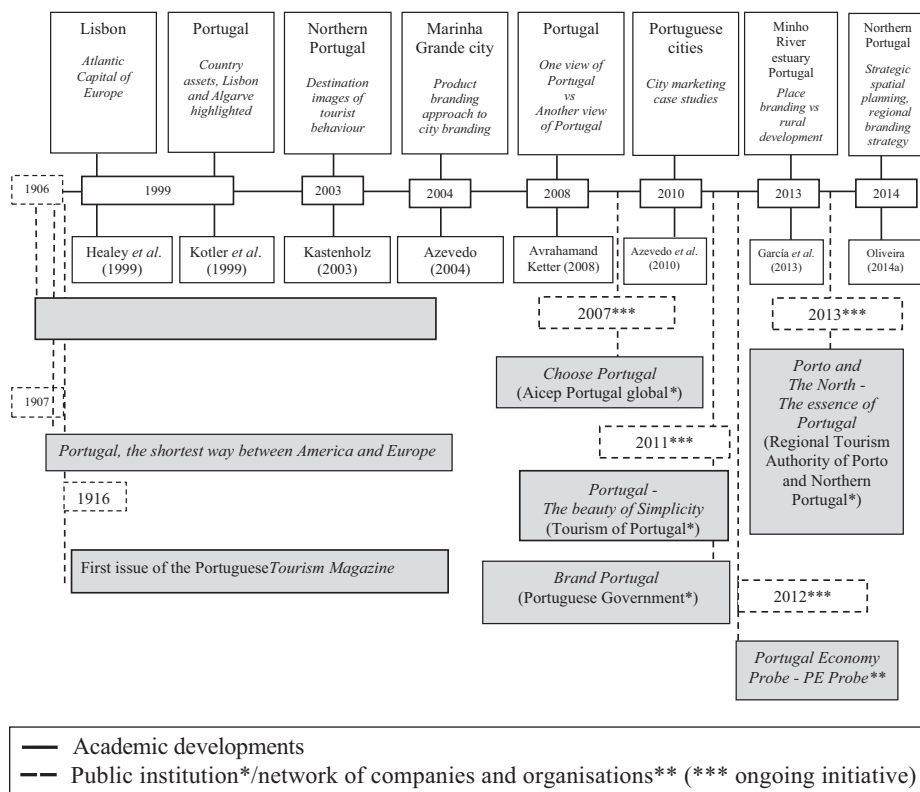 Lisbon
Atlantic
Capital of
Europe
Portugal
Country
assets, Lisbon
and Algarve
highlighted
Northern
Portugal
Destination
images of
tourist
behaviour
Marinha
Grande city
Product
branding
approach to
city branding
Portugal
One view of
Portugal
vs
Another view
of Portugal
Portuguese
cities
City marketing
case studies
Minho
River
estuary
Portugal
Place
branding vs
rural
development
Northern
Portugal
Strategic
spatial
planning,
regional
branding
strategy
1906
1999
2003
2004
2008
2010
2013
2014
Healey et al.
(1999)
Kotler et al.
(1999)
Kastenholz
(2003)
Azevedo
(2004)
Avrahamand
Ketter (2008)
Azevedo et al.
(2010)
García et al.
(2013)
Oliveira
(2014a)
2007***
2013***
Choose Portugal
(Aicep Portugal global*)
Porto and
The North -
The essence of
Portugal
(Regional Tourism
Authority of Porto
and Northern
Portugal*)
1907
Portugal, the shortest way between America and Europe
2011***
1916
Portugal -
The beauty of Simplicity
(Tourism of Portugal*)
First issue of the Portuguese Tourism Magazine
Brand Portugal
(Portuguese Government*)
2012***
Portugal Economy
Probe - PE Probe**
Academic developments
Public institution*/network of companies and organisations** (*** ongoing initiative)